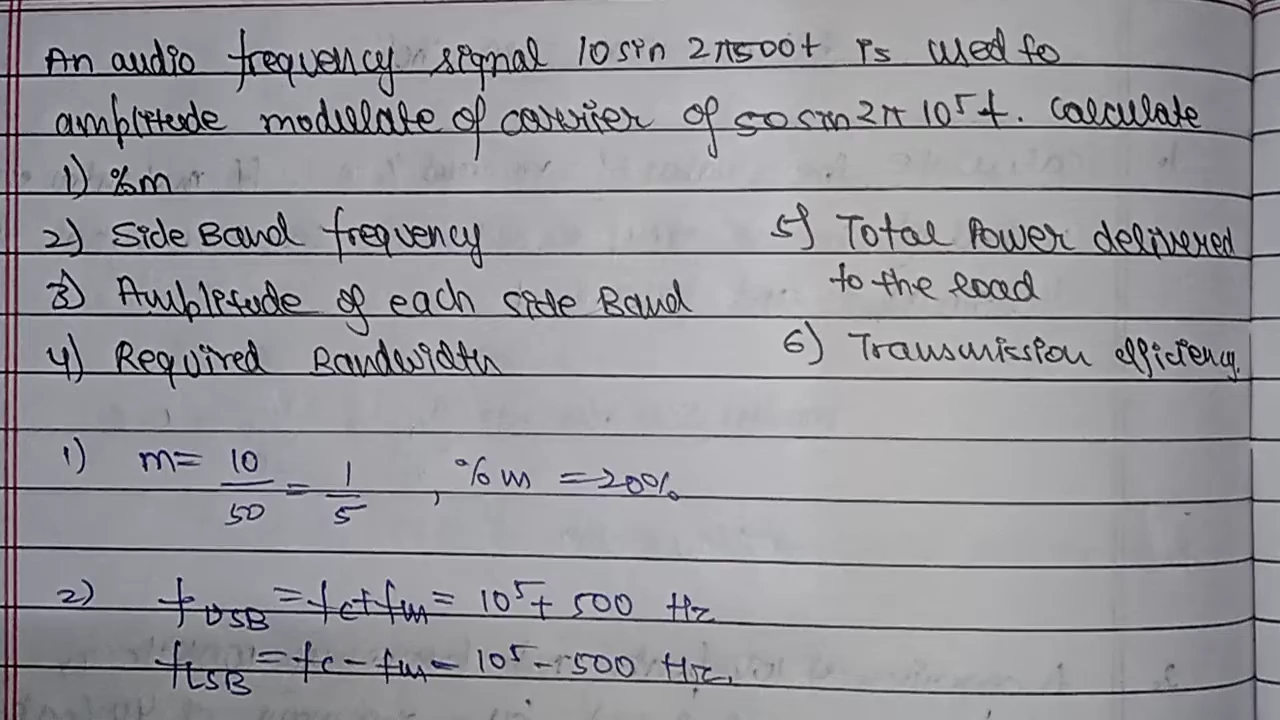 An audio frequency signal 10 sin 2π500t is used to
amplitude modulate of carrier of 50 sin 2π 10⁵t. Calculate
1) %m
2) Side Band frequency
3) Amplitude of each side Band
4) Required Bandwidth
5) Total Power delivered
to the load
6) Transmission efficiency.
1) m = 10/50 = 1/5 , %m = 20%
2) fUSB = fc + fm = 10⁵ + 500 Hz
fLSB = fc - fm = 10⁵ - 500 Hz.